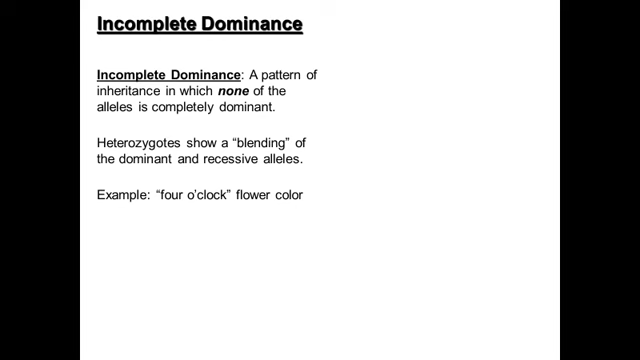 Incomplete Dominance
Incomplete Dominance: A pattern of
inheritance in which none of the
alleles is completely dominant.
Heterozygotes show a “blending” of
the dominant and recessive alleles.
Example: “four o’clock” flower color